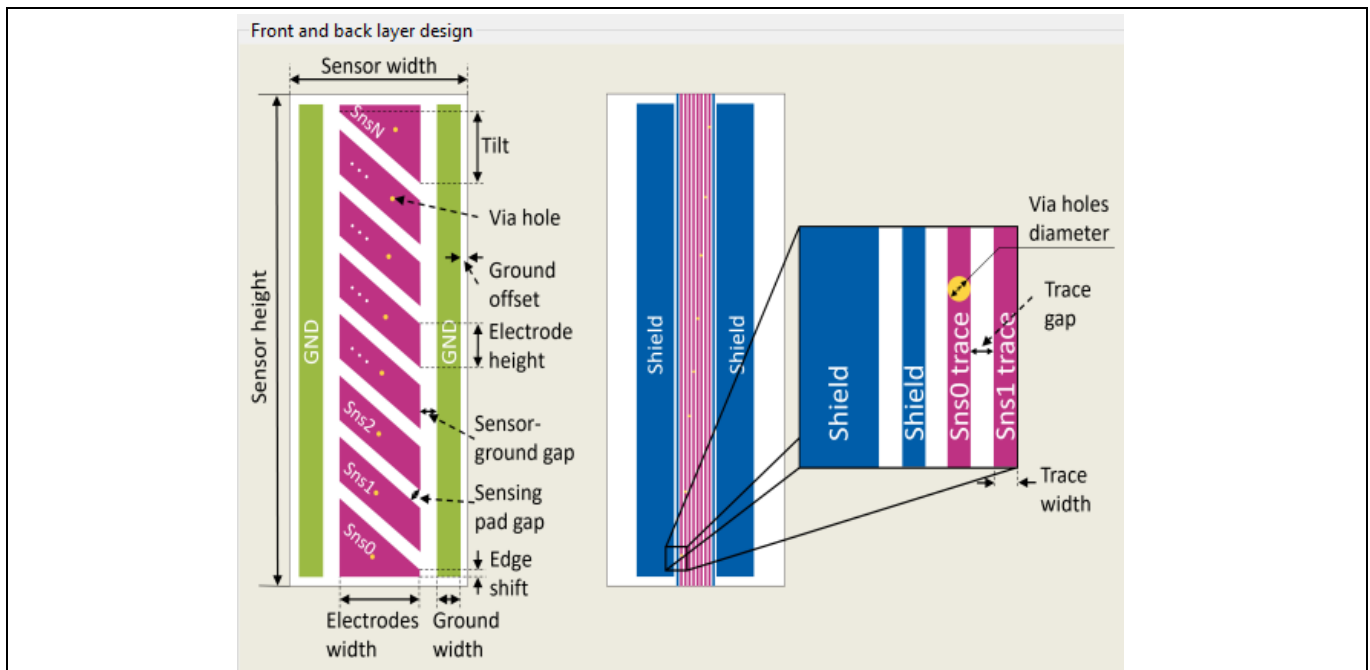 Front and back layer design
Sensor width
Sensor height
GND
SnsN
...
...
...
...
Sns2
Sns1
Sns0
GND
Tilt
Via hole
Ground
offset
Electrode
height
Sensor-
ground gap
Sensing
pad gap
Edge
shift
Electrodes
width
Ground
width
Shield
Shield
Shield
Shield
Sns0 trace
Sns1 trace
Via holes
diameter
Trace
gap
Trace
width